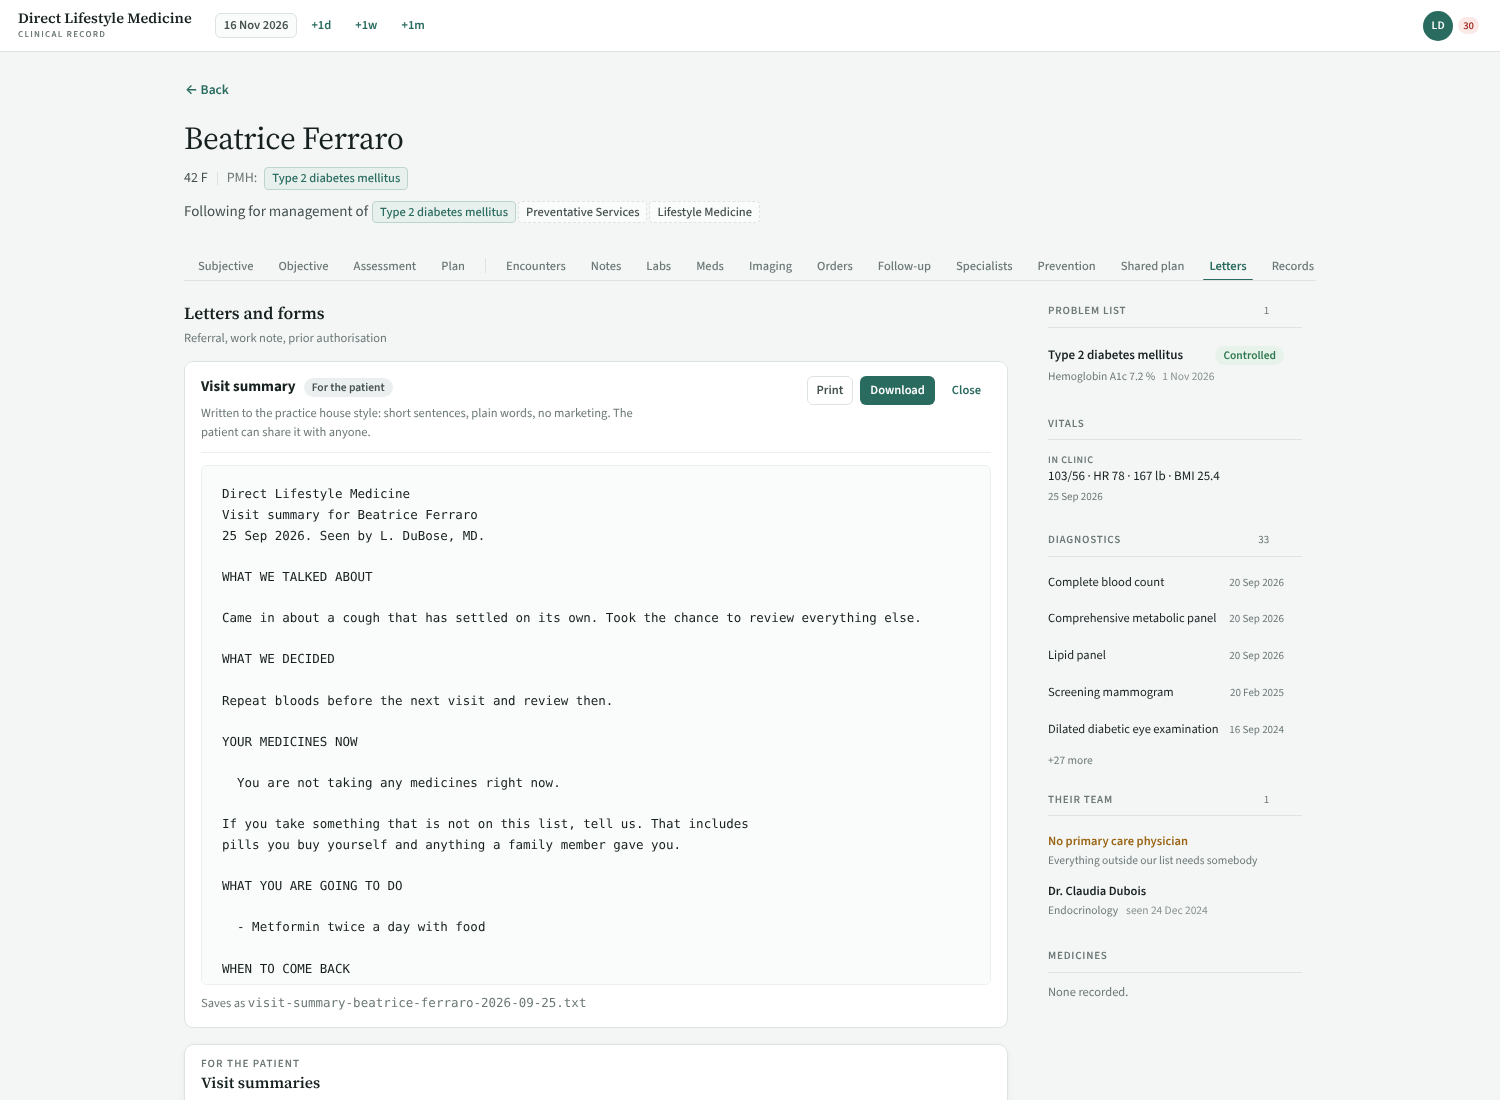 Direct Lifestyle Medicine
CLINICAL RECORD
16 Nov 2026
+1d
+1w
+1m
LD
30
← Back
Beatrice Ferraro
42 F
PMH:
Type 2 diabetes mellitus
Following for management of Type 2 diabetes mellitus Preventative Services Lifestyle Medicine
Subjective
Objective
Assessment
Plan
Encounters
Notes
Labs
Meds
Imaging
Orders
Follow-up
Specialists
Prevention
Shared plan
Letters
Records
Letters and forms
Referral, work note, prior authorisation
Visit summary
For the patient
Print
Download
Close
Written to the practice house style: short sentences, plain words, no marketing. The
patient can share it with anyone.
Direct Lifestyle Medicine
Visit summary for Beatrice Ferraro
25 Sep 2026. Seen by L. DuBose, MD.
WHAT WE TALKED ABOUT
Came in about a cough that has settled on its own. Took the chance to review everything else.
WHAT WE DECIDED
Repeat bloods before the next visit and review then.
YOUR MEDICINES NOW
You are not taking any medicines right now.
If you take something that is not on this list, tell us. That includes
pills you buy yourself and anything a family member gave you.
WHAT YOU ARE GOING TO DO
- Metformin twice a day with food
WHEN TO COME BACK
Saves as visit-summary-beatrice-ferraro-2026-09-25.txt
FOR THE PATIENT
Visit summaries
PROBLEM LIST
1
Type 2 diabetes mellitus
Controlled
Hemoglobin A1c 7.2 % 1 Nov 2026
VITALS
IN CLINIC
103/56 · HR 78 · 167 lb · BMI 25.4
25 Sep 2026
DIAGNOSTICS
33
Complete blood count 20 Sep 2026
Comprehensive metabolic panel 20 Sep 2026
Lipid panel 20 Sep 2026
Screening mammogram 20 Feb 2025
Dilated diabetic eye examination 16 Sep 2024
+27 more
THEIR TEAM
1
No primary care physician
Everything outside our list needs somebody
Dr. Claudia Dubois
Endocrinology seen 24 Dec 2024
MEDICINES
None recorded.